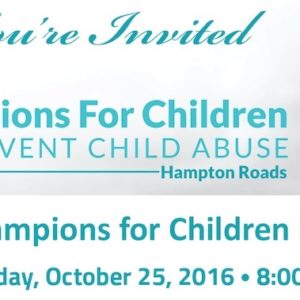 ou're Invited
ions For Children
VENT CHILD ABUSE
Hampton Roads
ampions for Children
day, October 25, 2016 • 8:00